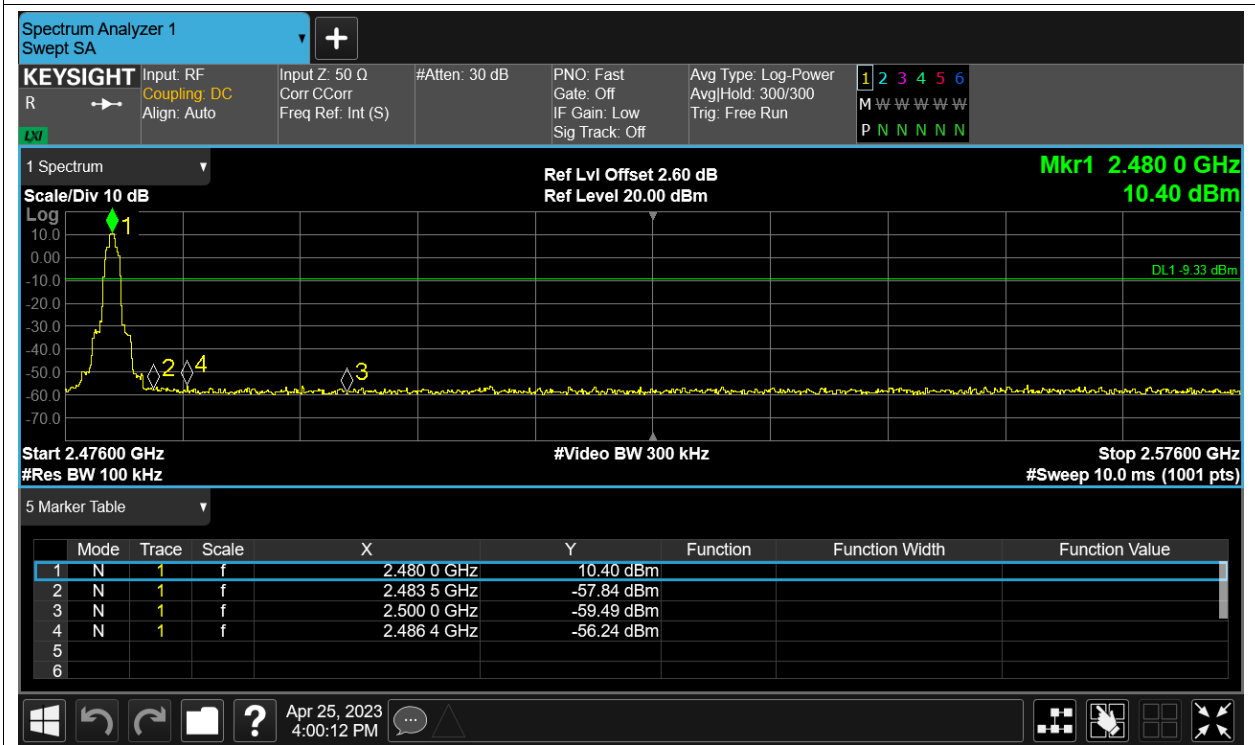 Spectrum Analyzer 1
Swept SA
+
KEYSIGHT Input: RF Input Z: 50 Ω #Atten: 30 dB PNO: Fast Avg Type: Log-Power 1 2 3 4 5 6
R Coupling: DC Corr CCorr Gate: Off Avg|Hold: 300/300 M W W W W W
Align: Auto Freq Ref: Int (S) IF Gain: Low Trig: Free Run
LXI Sig Track: Off P N N N N N
1 Spectrum Ref Lvl Offset 2.60 dB Mkr1 2.480 0 GHz
Scale/Div 10 dB Ref Level 20.00 dBm 10.40 dBm
Log
1
10.0
0.00
DL1 -9.33 dBm
-10.0
-20.0
-30.0
-40.0
2 4 3
-50.0
-60.0
-70.0
Start 2.47600 GHz #Video BW 300 kHz Stop 2.57600 GHz
#Res BW 100 kHz #Sweep 10.0 ms (1001 pts)
5 Marker Table
Mode Trace Scale X Y Function Function Width Function Value
1 N 1 f 2.480 0 GHz 10.40 dBm
2 N 1 f 2.483 5 GHz -57.84 dBm
3 N 1 f 2.500 0 GHz -59.49 dBm
4 N 1 f 2.486 4 GHz -56.24 dBm
5
6
? Apr 25, 2023
4:00:12 PM